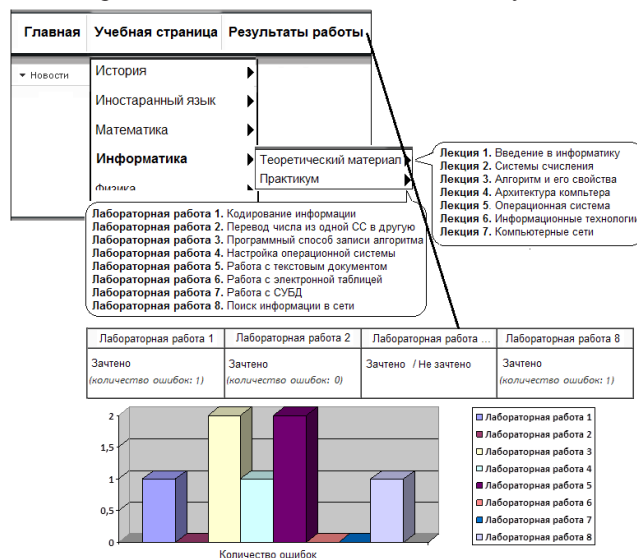 Главная Учебная страница Результаты работы
Новости
История
Иностаранный язык
Математика
Информатика
Физика
Теоретический материал
Практикум
Лекция 1. Введение в информатику
Лекция 2. Системы счисления
Лекция 3. Алгоритм и его свойства
Лекция 4. Архитектура компьтера
Лекция 5. Операционная система
Лекция 6. Информационные технологии
Лекция 7. Компьютерные сети
Лабораторная работа 1. Кодирование информации
Лабораторная работа 2. Перевод числа из одной СС в другую
Лабораторная работа 3. Программный способ записи алгоритма
Лабораторная работа 4. Настройка операционной системы
Лабораторная работа 5. Работа с текстовым документом
Лабораторная работа 6. Работа с электронной таблицей
Лабораторная работа 7. Работа с СУБД
Лабораторная работа 8. Поиск информации в сети
Лабораторная работа 1 Лабораторная работа 2 Лабораторная работа ... Лабораторная работа 8
Зачтено Зачтено Зачтено / Не зачтено Зачтено
(количество ошибок: 1) (количество ошибок: 0) (количество ошибок: 1)
2
1,5
1
0,5
0
Количество ошибок
Лабораторная работа 1
Лабораторная работа 2
Лабораторная работа 3
Лабораторная работа 4
Лабораторная работа 5
Лабораторная работа 6
Лабораторная работа 7
Лабораторная работа 8